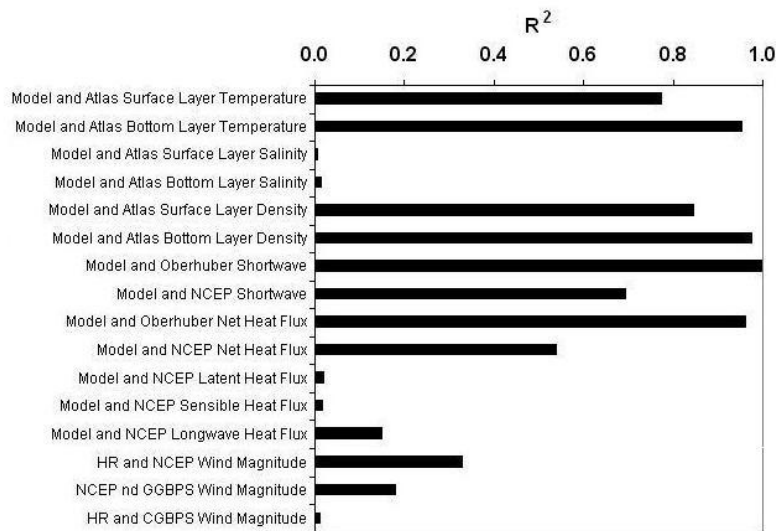 R²
0.0 0.2 0.4 0.6 0.8 1.0
Model and Atlas Surface Layer Temperature
Model and Atlas Bottom Layer Temperature
Model and Atlas Surface Layer Salinity
Model and Atlas Bottom Layer Salinity
Model and Atlas Surface Layer Density
Model and Atlas Bottom Layer Density
Model and Oberhuber Shortwave
Model and NCEP Shortwave
Model and Oberhuber Net Heat Flux
Model and NCEP Net Heat Flux
Model and NCEP Latent Heat Flux
Model and NCEP Sensible Heat Flux
Model and NCEP Longwave Heat Flux
HR and NCEP Wind Magnitude
NCEP nd GGBPS Wind Magnitude
HR and CGBPS Wind Magnitude